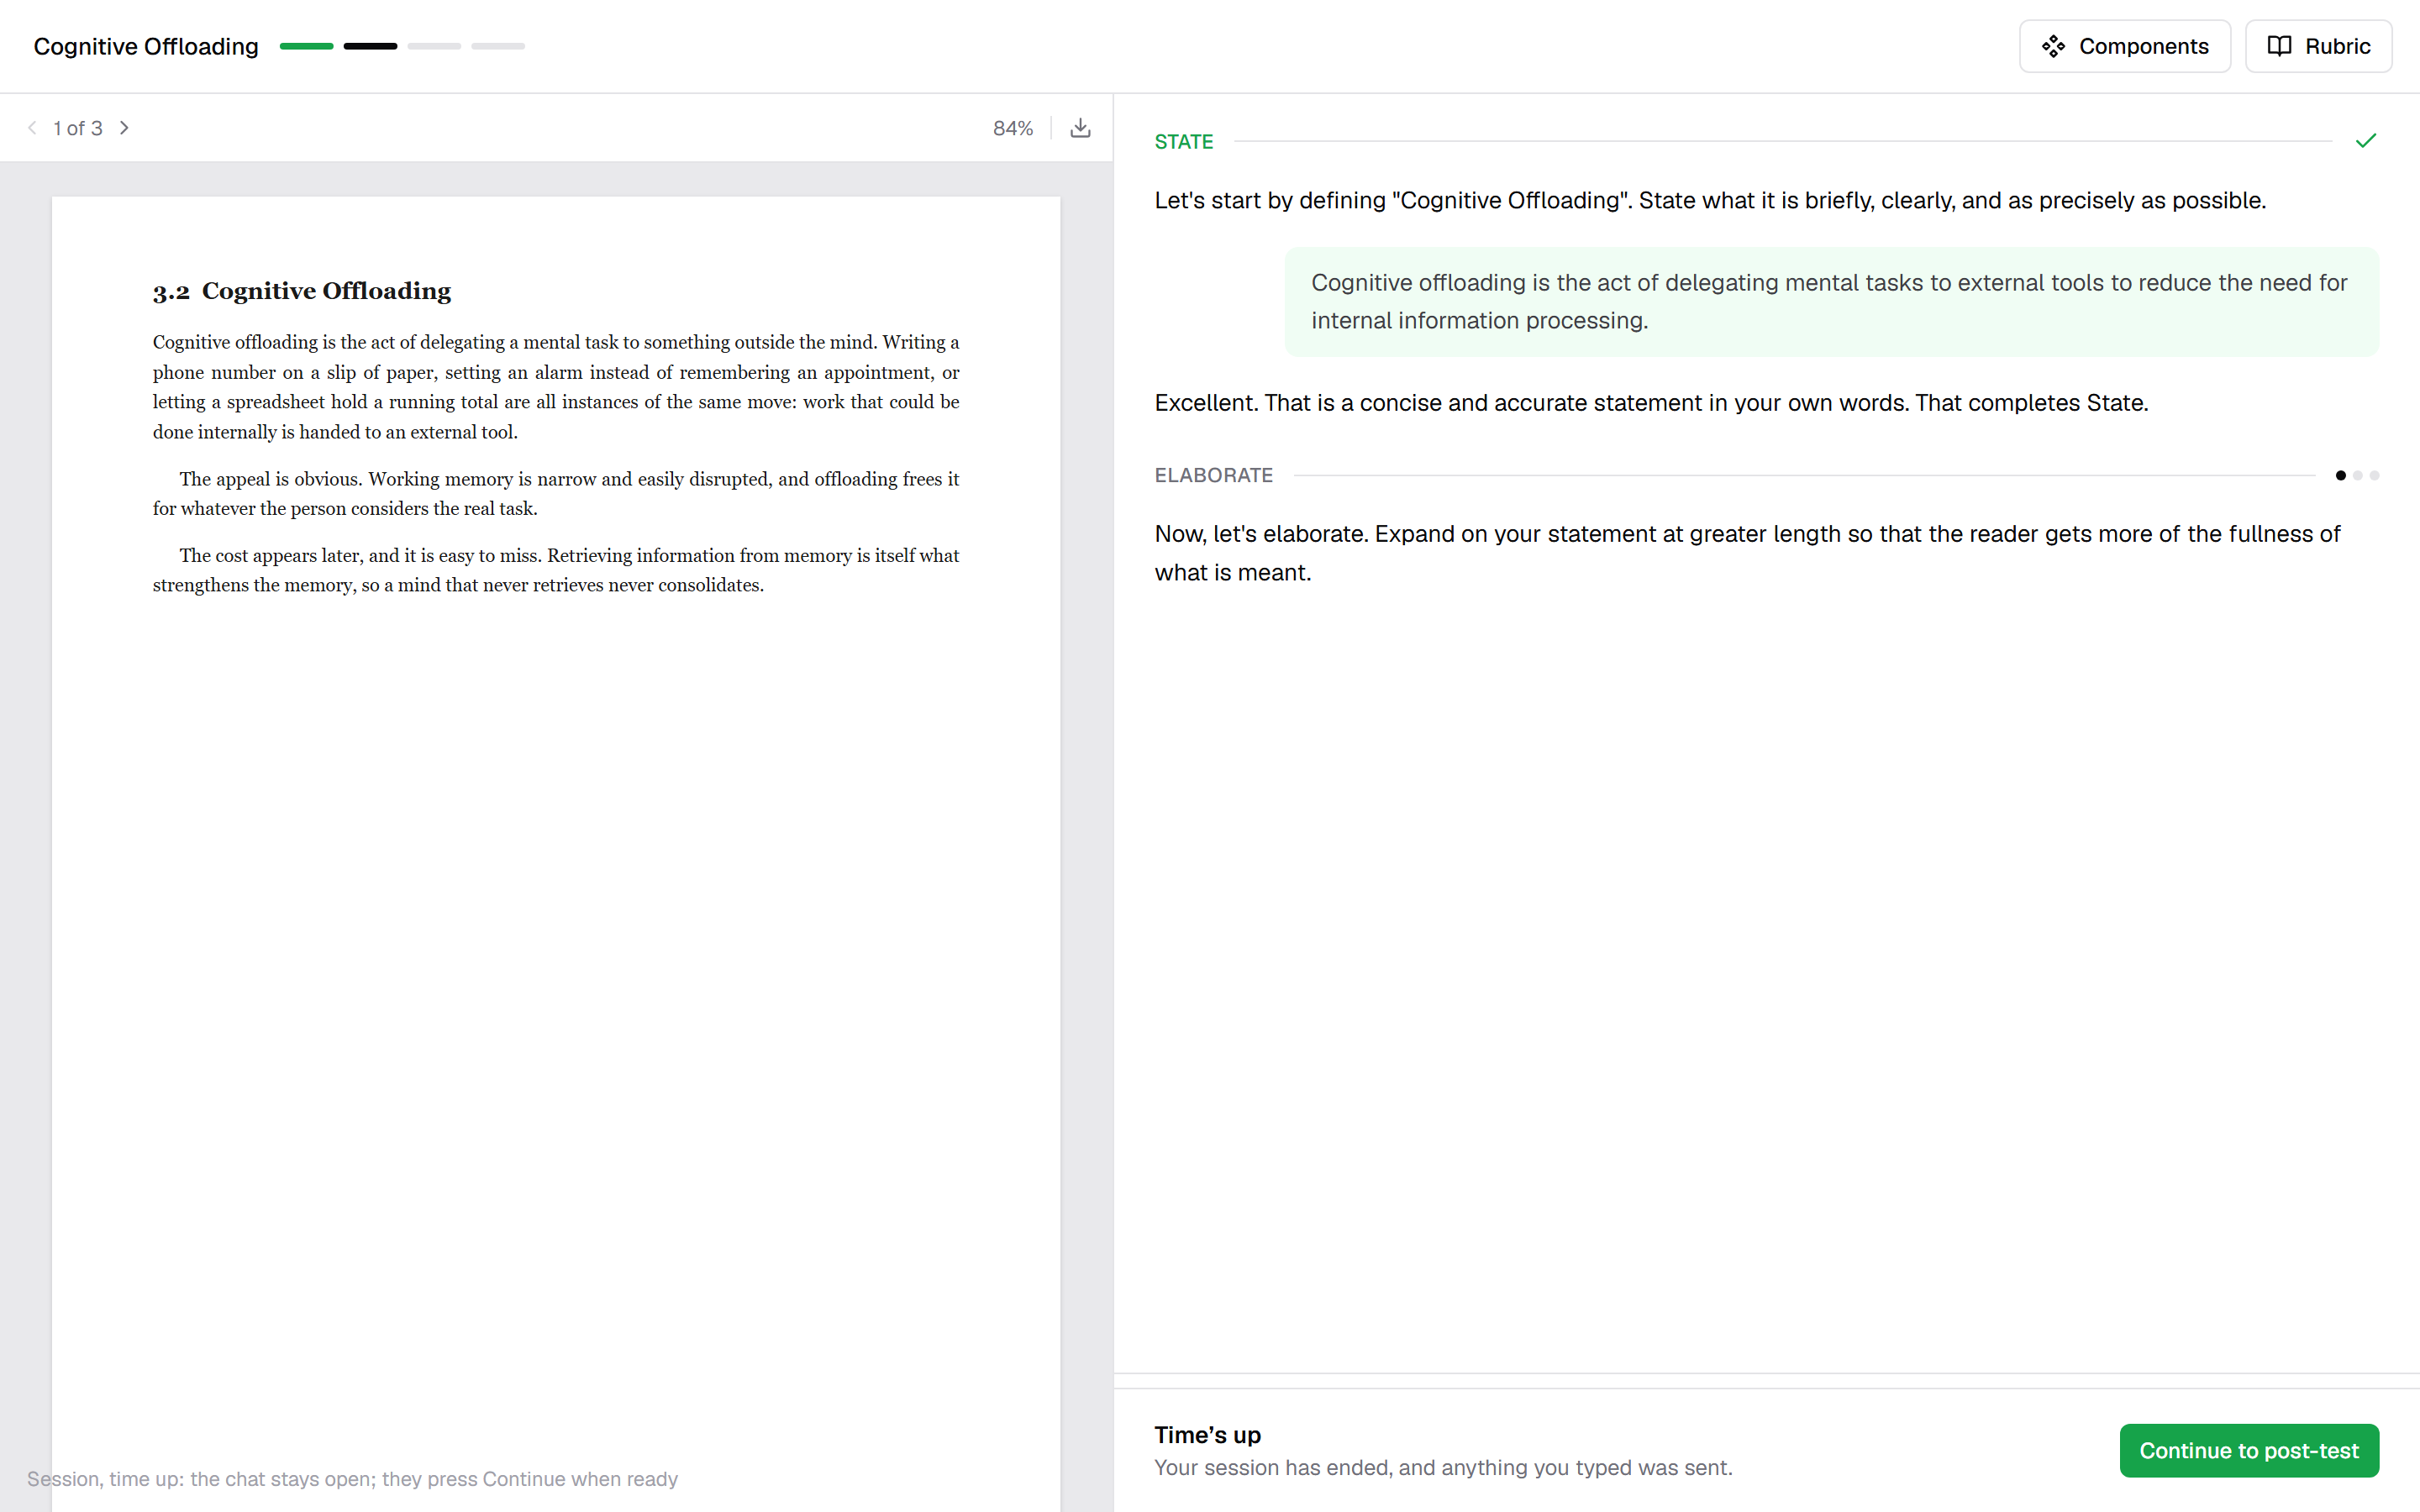 Cognitive Offloading
Components
Rubric
1 of 3
84%
3.2 Cognitive Offloading
Cognitive offloading is the act of delegating a mental task to something outside the mind. Writing a
phone number on a slip of paper, setting an alarm instead of remembering an appointment, or
letting a spreadsheet hold a running total are all instances of the same move: work that could be
done internally is handed to an external tool.
The appeal is obvious. Working memory is narrow and easily disrupted, and offloading frees it
for whatever the person considers the real task.
The cost appears later, and it is easy to miss. Retrieving information from memory is itself what
strengthens the memory, so a mind that never retrieves never consolidates.
Session, time up: the chat stays open; they press Continue when ready
STATE
Let's start by defining "Cognitive Offloading". State what it is briefly, clearly, and as precisely as possible.
Cognitive offloading is the act of delegating mental tasks to external tools to reduce the need for
internal information processing.
Excellent. That is a concise and accurate statement in your own words. That completes State.
ELABORATE
Now, let's elaborate. Expand on your statement at greater length so that the reader gets more of the fullness of
what is meant.
Time’s up
Your session has ended, and anything you typed was sent.
Continue to post-test